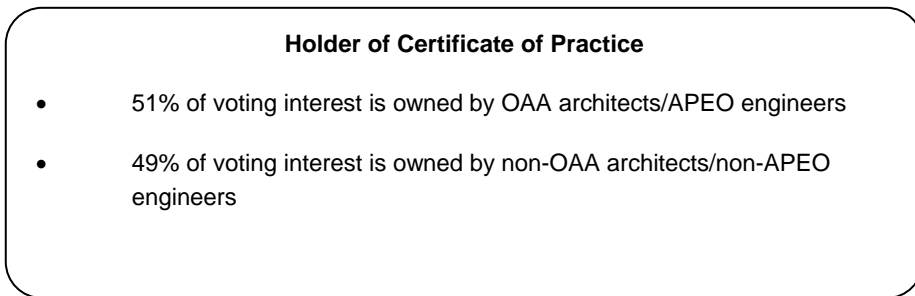 Holder of Certificate of Practice
• 51% of voting interest is owned by OAA architects/APEO engineers
• 49% of voting interest is owned by non-OAA architects/non-APEO
engineers